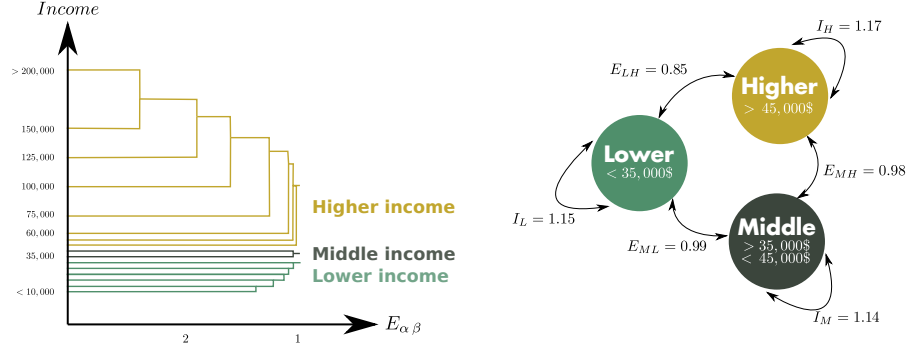 Income
> 200,000
150,000
125,000
100,000
75,000
60,000
35,000
< 10,000
Higher income
Middle income
Lower income
2
1
E_{α β}
I_H = 1.17
E_{LH} = 0.85
Higher
> 45,000$
Lower
< 35,000$
E_{MH} = 0.98
I_L = 1.15
E_{ML} = 0.99
Middle
> 35,000$
< 45,000$
I_M = 1.14